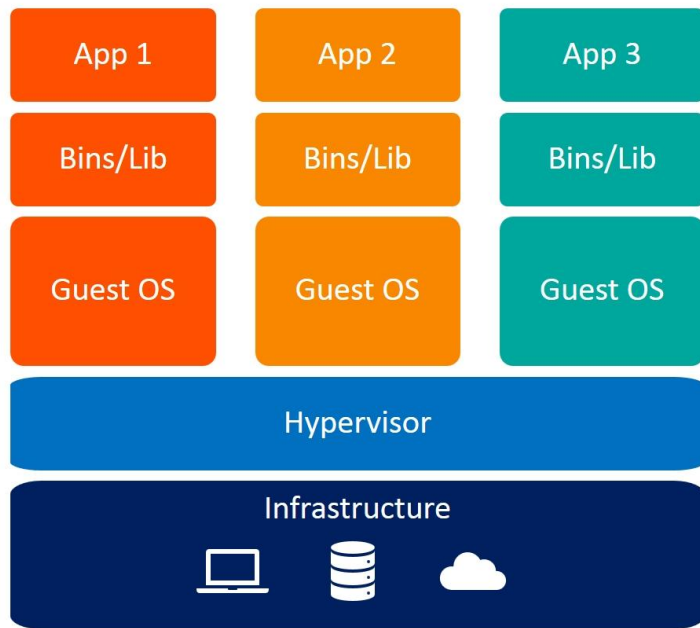 App 1
App 2
App 3
Bins/Lib
Bins/Lib
Bins/Lib
Guest OS
Guest OS
Guest OS
Hypervisor
Infrastructure